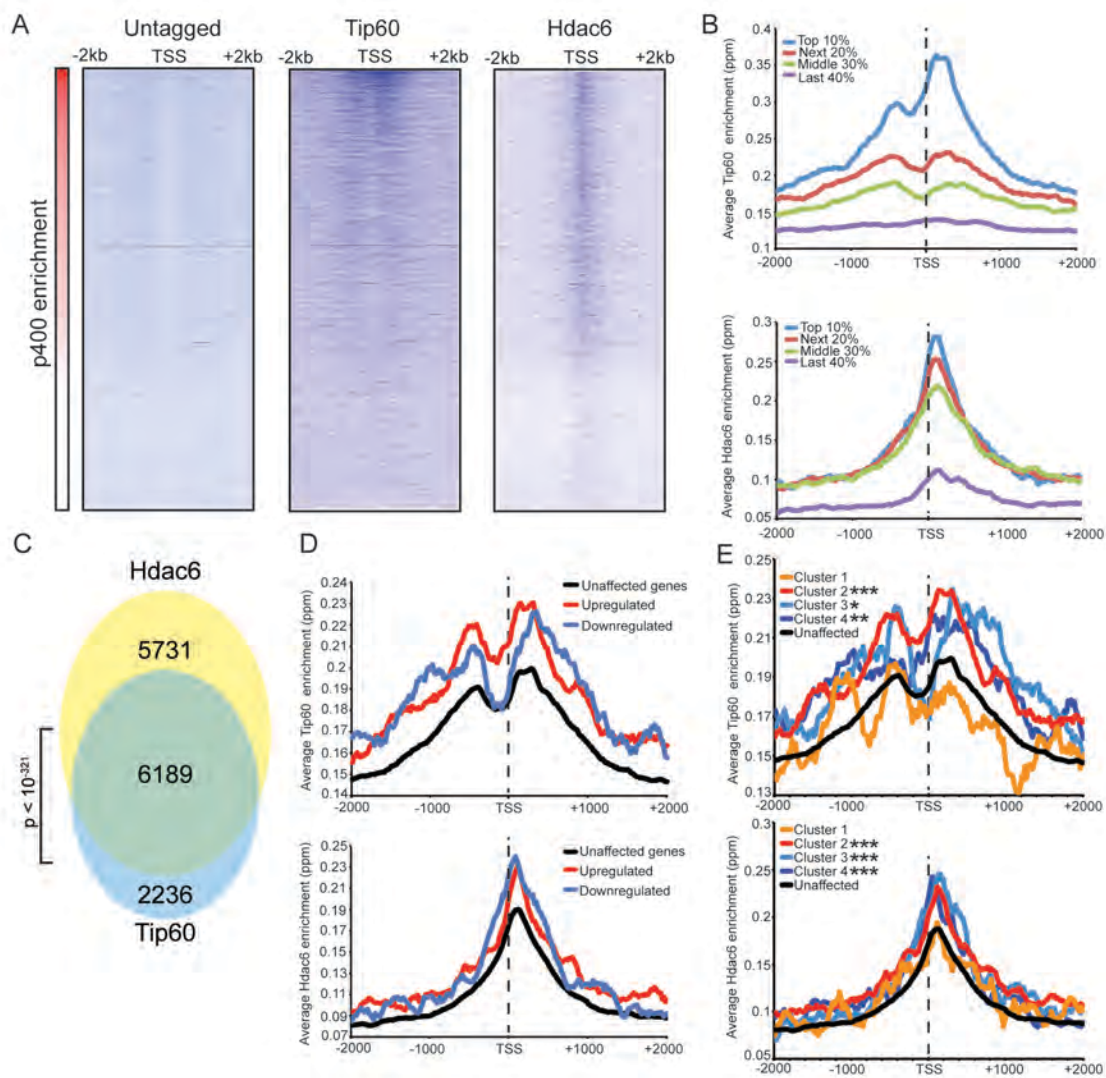 A
Untagged
Tip60
Hdac6
-2kb TSS +2kb
-2kb TSS +2kb
-2kb TSS +2kb
p400 enrichment
B
Average Tip60 enrichment (ppm)
0.4
0.35
0.3
0.25
0.2
0.15
0.1
Top 10%
Next 20%
Middle 30%
Last 40%
-2000 -1000 TSS +1000 +2000
Average Hdac6 enrichment (ppm)
0.3
0.25
0.2
0.15
0.1
0.05
Top 10%
Next 20%
Middle 30%
Last 40%
-2000 -1000 TSS +1000 +2000
C
Hdac6
5731
6189
2236
Tip60
p < 10-321
D
Average Tip60 enrichment (ppm)
0.24
0.23
0.22
0.21
0.2
0.19
0.18
0.17
0.16
0.15
0.14
Unaffected genes
Upregulated
Downregulated
-2000 -1000 TSS +1000 +2000
Average Hdac6 enrichment (ppm)
0.25
0.23
0.21
0.19
0.17
0.15
0.13
0.11
0.09
0.07
Unaffected genes
Upregulated
Downregulated
-2000 -1000 TSS +1000 +2000
E
Average Tip60 enrichment (ppm)
0.25
0.23
0.21
0.19
0.17
0.15
0.13
Cluster 1
Cluster 2 ***
Cluster 3 *
Cluster 4 **
Unaffected
-2000 -1000 TSS +1000 +2000
Average Hdac6 enrichment (ppm)
0.3
0.25
0.2
0.15
0.1
0.05
Cluster 1
Cluster 2 ***
Cluster 3 ***
Cluster 4 ***
Unaffected
-2000 -1000 TSS +1000 +2000